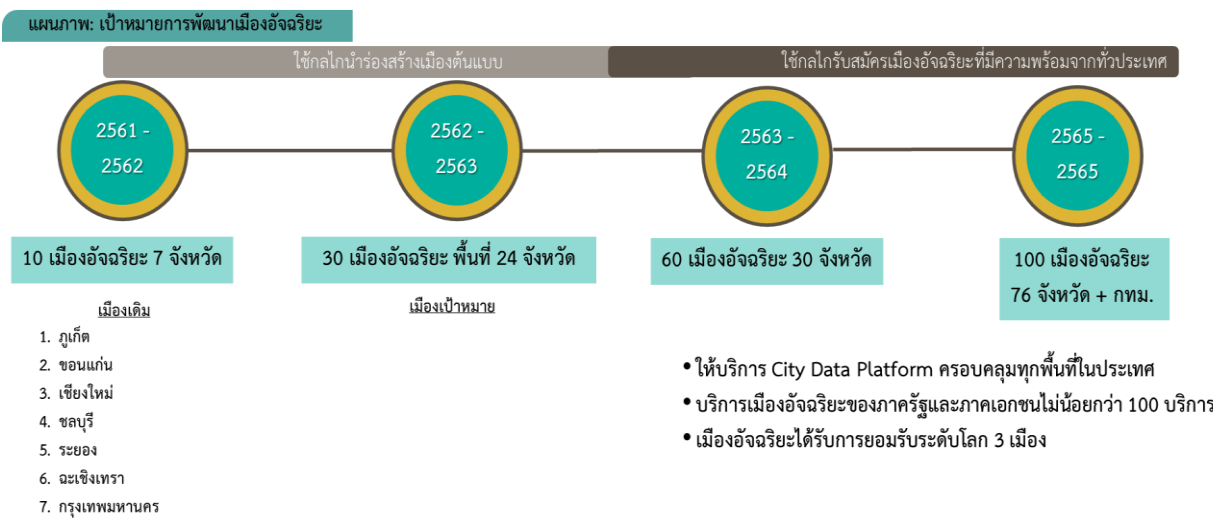 แผนภาพ: เป้าหมายการพัฒนาเมืองอัจฉริยะ
ใช้กลไกนำร่องสร้างเมืองต้นแบบ
ใช้กลไกรับสมัครเมืองอัจฉริยะที่มีความพร้อมจากทั่วประเทศ
2561 -
2562
2562 -
2563
2563 -
2564
2565 -
2565
10 เมืองอัจฉริยะ 7 จังหวัด
30 เมืองอัจฉริยะ พื้นที่ 24 จังหวัด
60 เมืองอัจฉริยะ 30 จังหวัด
100 เมืองอัจฉริยะ
76 จังหวัด + กทม.
เมืองเดิม
1. ภูเก็ต
2. ขอนแก่น
3. เชียงใหม่
4. ชลบุรี
5. ระยอง
6. ฉะเชิงเทรา
7. กรุงเทพมหานคร
เมืองเป้าหมาย
• ให้บริการ City Data Platform ครอบคลุมทุกพื้นที่ในประเทศ
• บริการเมืองอัจฉริยะของภาครัฐและภาคเอกชนไม่น้อยกว่า 100 บริการ
• เมืองอัจฉริยะได้รับการยอมรับระดับโลก 3 เมือง